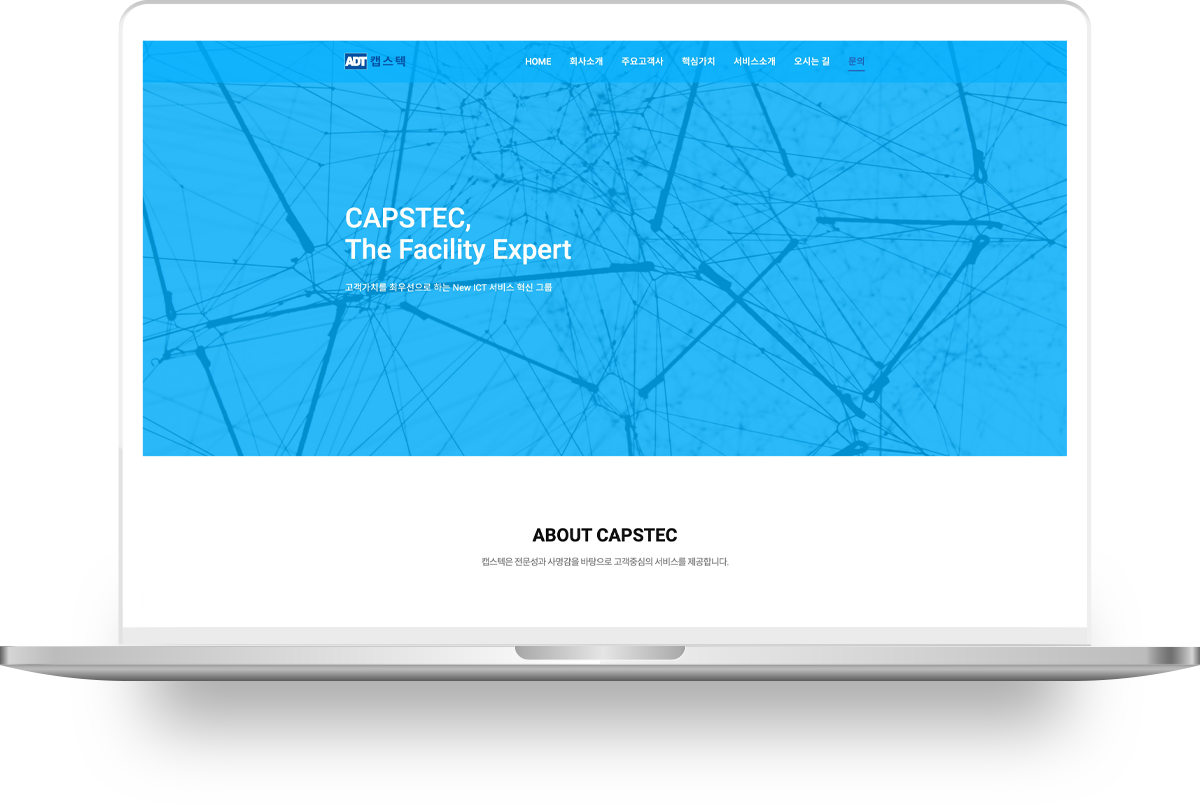 ADT 캡스텍
HOME 회사소개 주요고객사 핵심가치 서비스소개 오시는 길 문의
CAPSTEC,
The Facility Expert
고객가치를 최우선으로 하는 New ICT 서비스 혁신 그룹
ABOUT CAPSTEC
캡스텍은 전문성과 사명감을 바탕으로 고객중심의 서비스를 제공합니다.